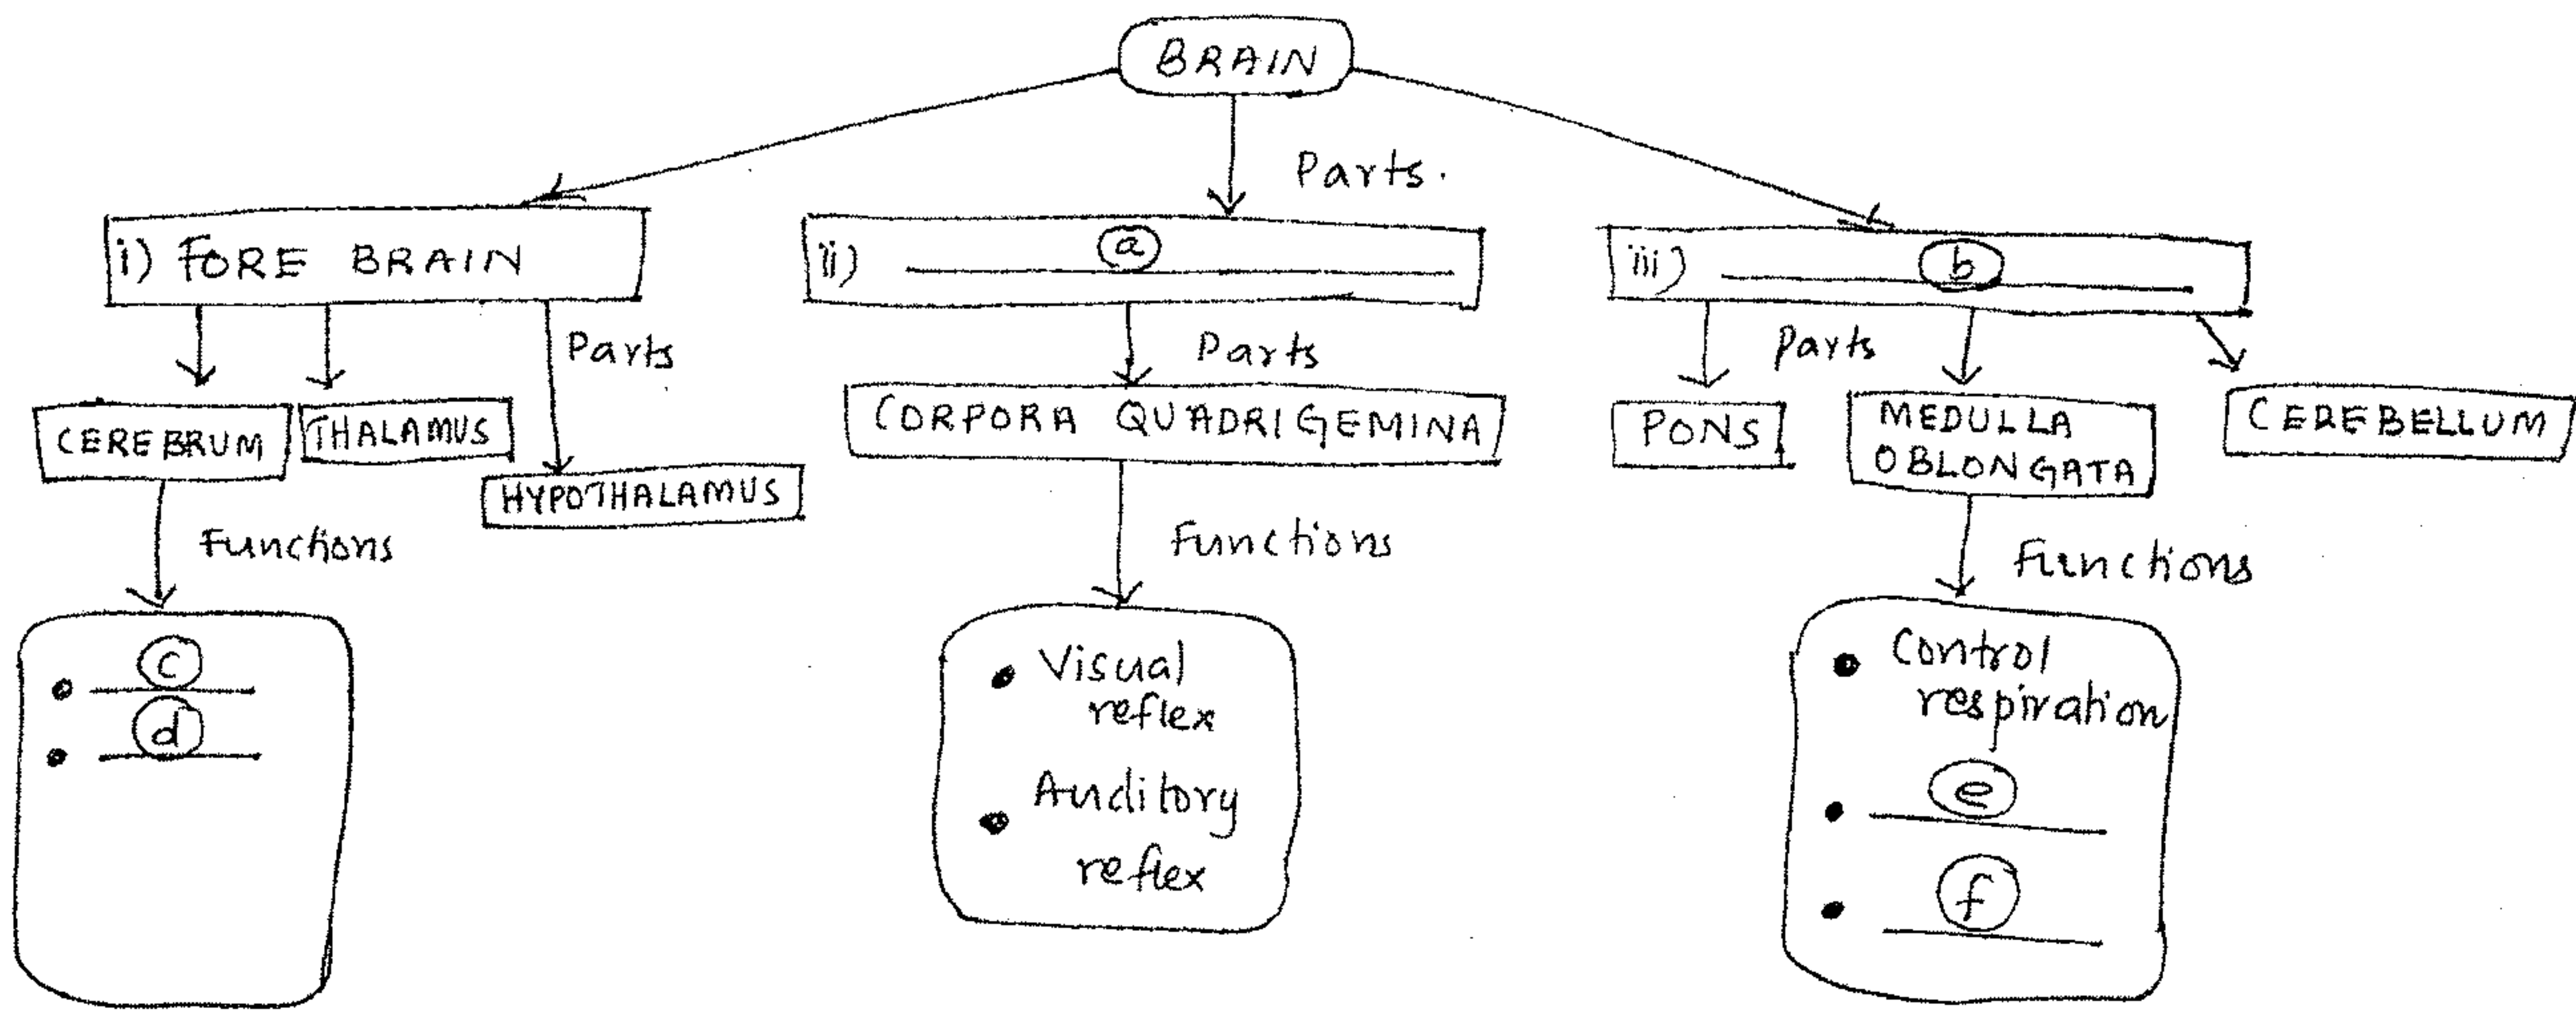 BRAIN
Parts.
i) FORE BRAIN
ii) a
iii) b
Parts
Parts
Parts
CEREBRUM
THALAMUS
HYPOTHALAMUS
CORPORA QUADRIGEMINA
PONS
MEDULLA
OBLONGATA
CEREBELLUM
Functions
Functions
Functions
c
d
Visual
reflex
Auditory
reflex
Control
respiration
e
f